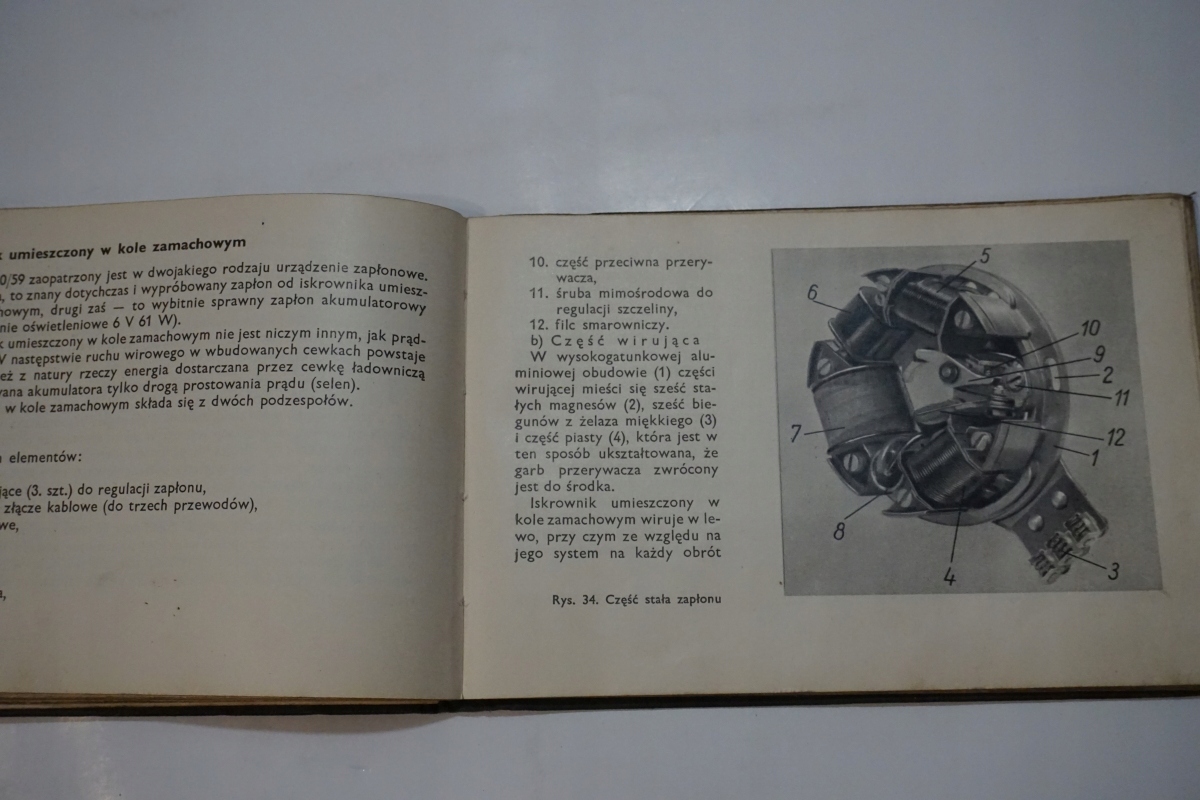 umieszczony w kole zamachowym
0/59 zaopatrzony jest w dwojakiego rodzaju urządzenie zapłonowe.
to znany dotychczas i wypróbowany zapłon od iskrownika umiesz-
howym, drugi zaś — to wybitnie sprawny zapłon akumulatorowy
nie oświetleniowe 6 V 61 W).
umieszczony w kole zamachowym nie jest niczym innym, jak prąd-
V następstwie ruchu wirowego w wbudowanych cewkach powstaje
eż z natury rzeczy energia dostarczana przez cewkę ładowniczą
vana akumulatora tylko drogą prostowania prądu (selen).
w kole zamachowym składa się z dwóch podzespołów.
elementów:
jące (3. szt.) do regulacji zapłonu,
złącze kablowe (do trzech przewodów),
we,
a,
10. część przeciwna przery-
wacza,
11. śruba mimośrodowa do
regulacji szczeliny,
12. filc smarowniczy.
b) Część wirująca
W wysokogatunkowej alu-
miniowej obudowie (1) części
wirującej mieści się sześć sta-
łych magnesów (2), sześć bie-
gunów z żelaza miękkiego (3)
i część piasty (4), która jest w
ten sposób ukształtowana, że
garb przerywacza zwrócony
jest do środka.
Iskrownik umieszczony w
kole zamachowym wiruje w le-
wo, przy czym ze względu na
jego system na każdy obrót
Rys. 34. Część stała zapłonu
5
6
10
9
2
11
7
12
1
8
4
3